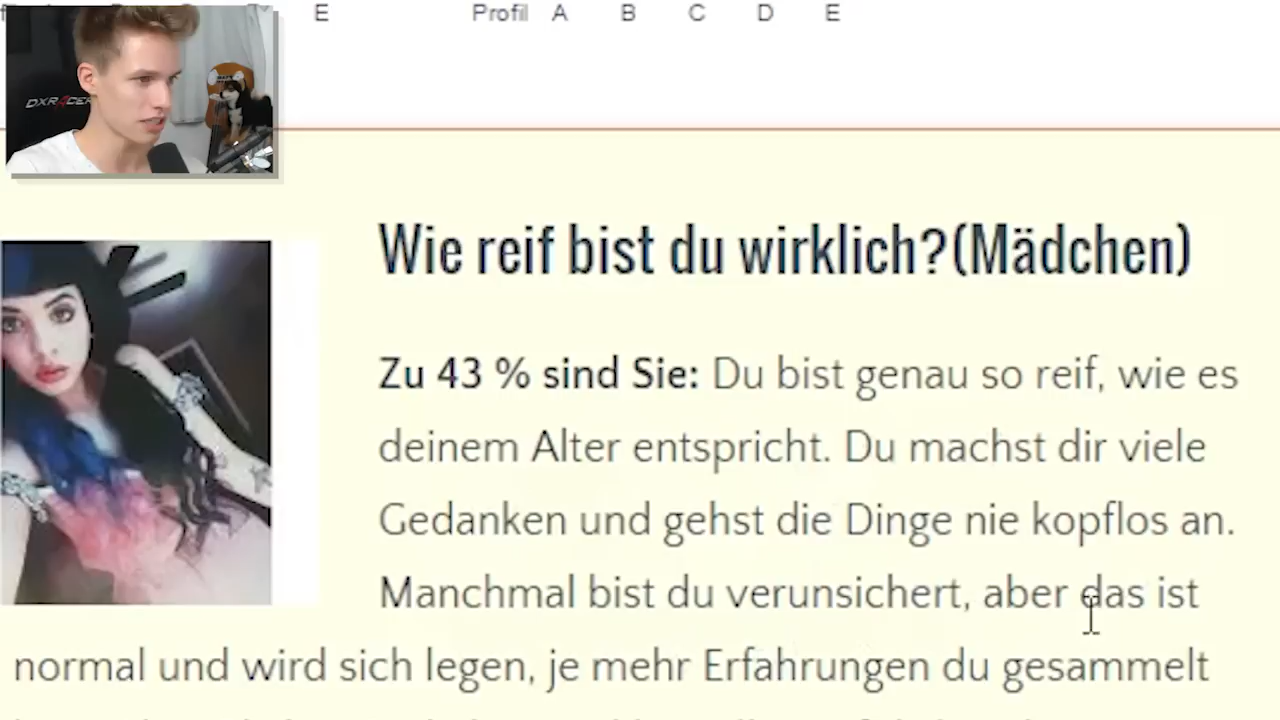 E Profil A B C D E
DXRACER
Wie reif bist du wirklich?(Mädchen)
Zu 43 % sind Sie: Du bist genau so reif, wie es
deinem Alter entspricht. Du machst dir viele
Gedanken und gehst die Dinge nie kopflos an.
Manchmal bist du verunsichert, aber das ist
normal und wird sich legen, je mehr Erfahrungen du gesammelt